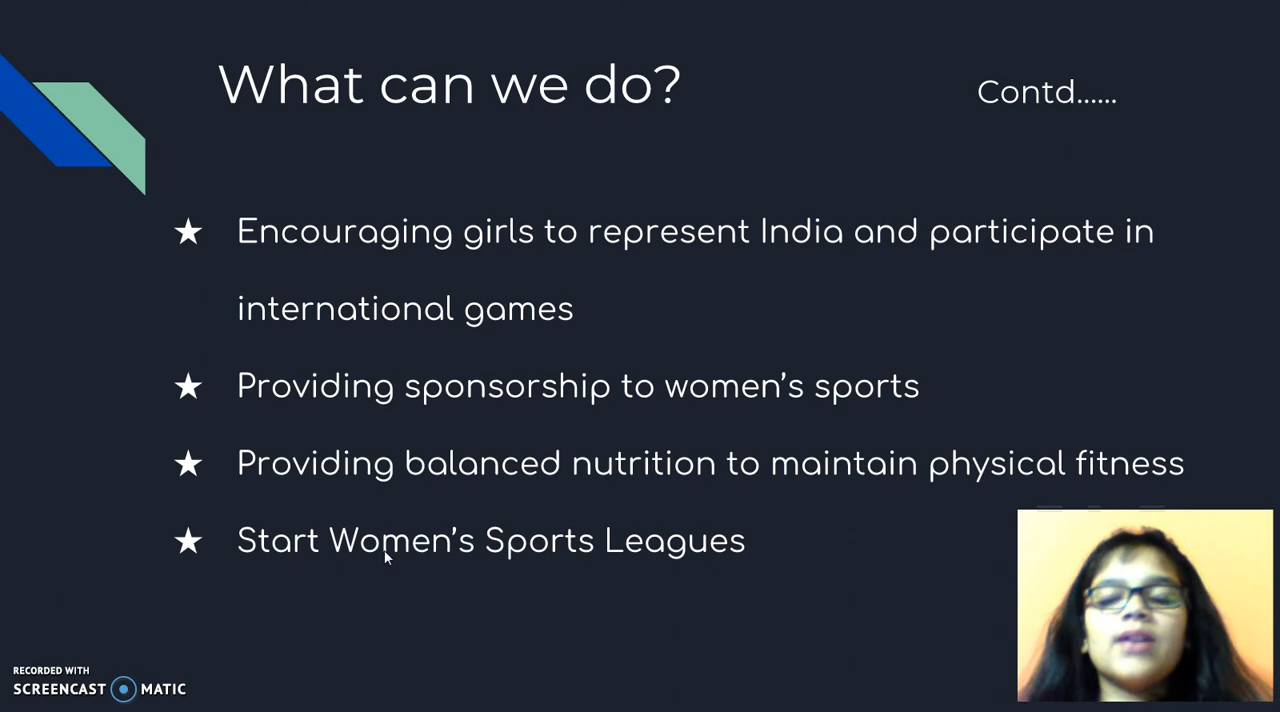 What can we do?
Contd......
★ Encouraging girls to represent India and participate in
international games
★ Providing sponsorship to women’s sports
★ Providing balanced nutrition to maintain physical fitness
★ Start Women’s Sports Leagues
RECORDED WITH
SCREENCAST MATIC